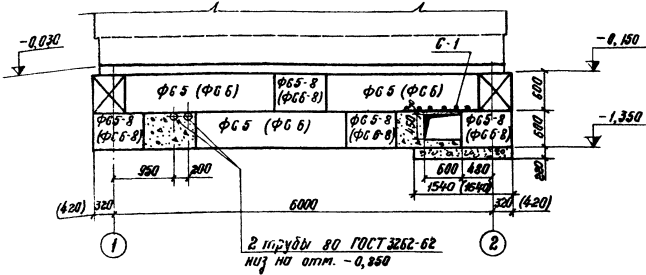 -0,030
С-1
-0,150
ФС5 (ФС6)
ФС5-8
(ФС6-8)
ФС5 (ФС6)
600
ФС5-8
(ФС6-8)
ФС5 (ФС6)
ФС5-8
(ФС6-8)
450
ФС5-8
(ФС6-8)
600
-1,350
950
200
600
480
1540 (1640)
(420)
320
6000
320
(420)
1
2
2 трубы 80 ГОСТ 3262-62
низ на отм. -0,850